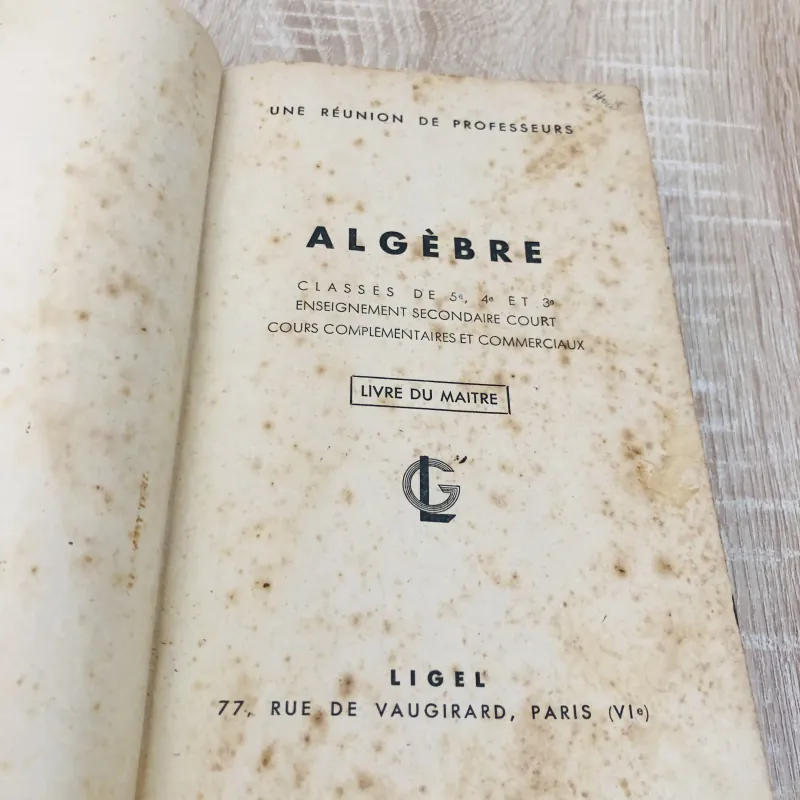 UNE RÉUNION DE PROFESSEURS
ALGÈBRE
CLASSES DE 5e, 4e ET 3e
ENSEIGNEMENT SECONDAIRE COURT
COURS COMPLEMENTAIRES ET COMMERCIAUX
LIVRE DU MAITRE
LIGEL
77, RUE DE VAUGIRARD, PARIS (VIe)